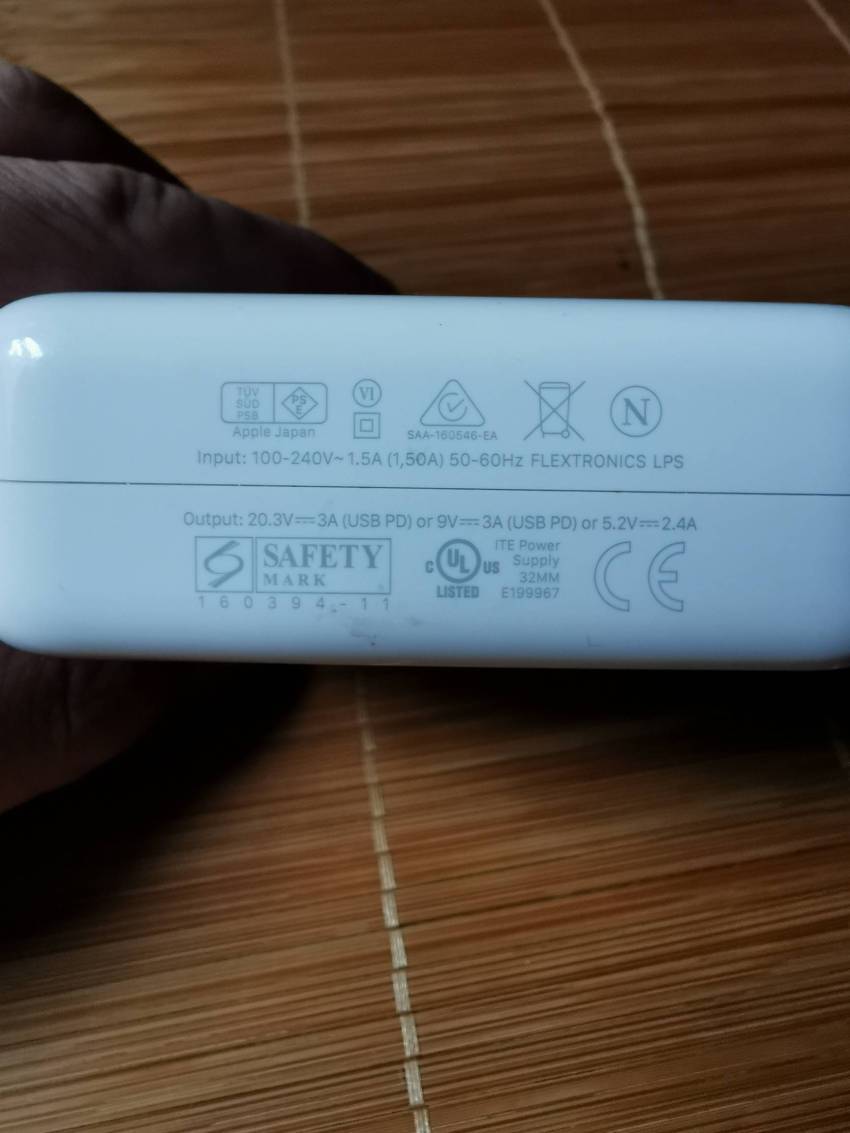 TÜV
SÜD
PSB
PS
E
Apple Japan
VI
SAA-160546-EA
N
Input: 100-240V~ 1.5A (1,50A) 50-60Hz FLEXTRONICS LPS
Output: 20.3V⎓3A (USB PD) or 9V⎓3A (USB PD) or 5.2V⎓2.4A
SAFETY
MARK
160394-11
C UL US
LISTED
ITE Power
Supply
32MM
E199967
CE